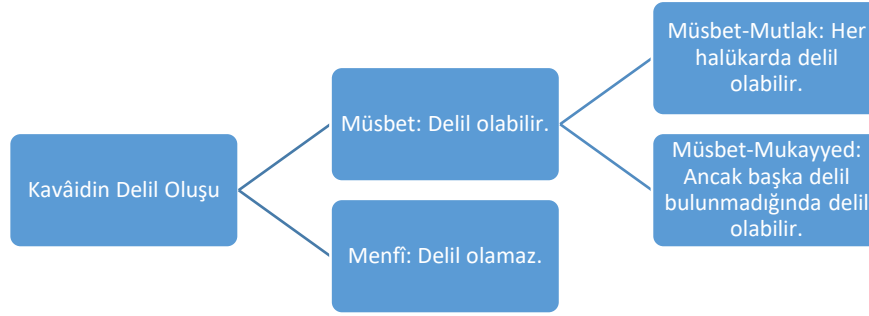 Kavâidin Delil Oluşu
Müsbet: Delil olabilir.
Menfî: Delil olamaz.
Müsbet-Mutlak: Her
halükarda delil
olabilir.
Müsbet-Mukayyed:
Ancak başka delil
bulunmadığında delil
olabilir.